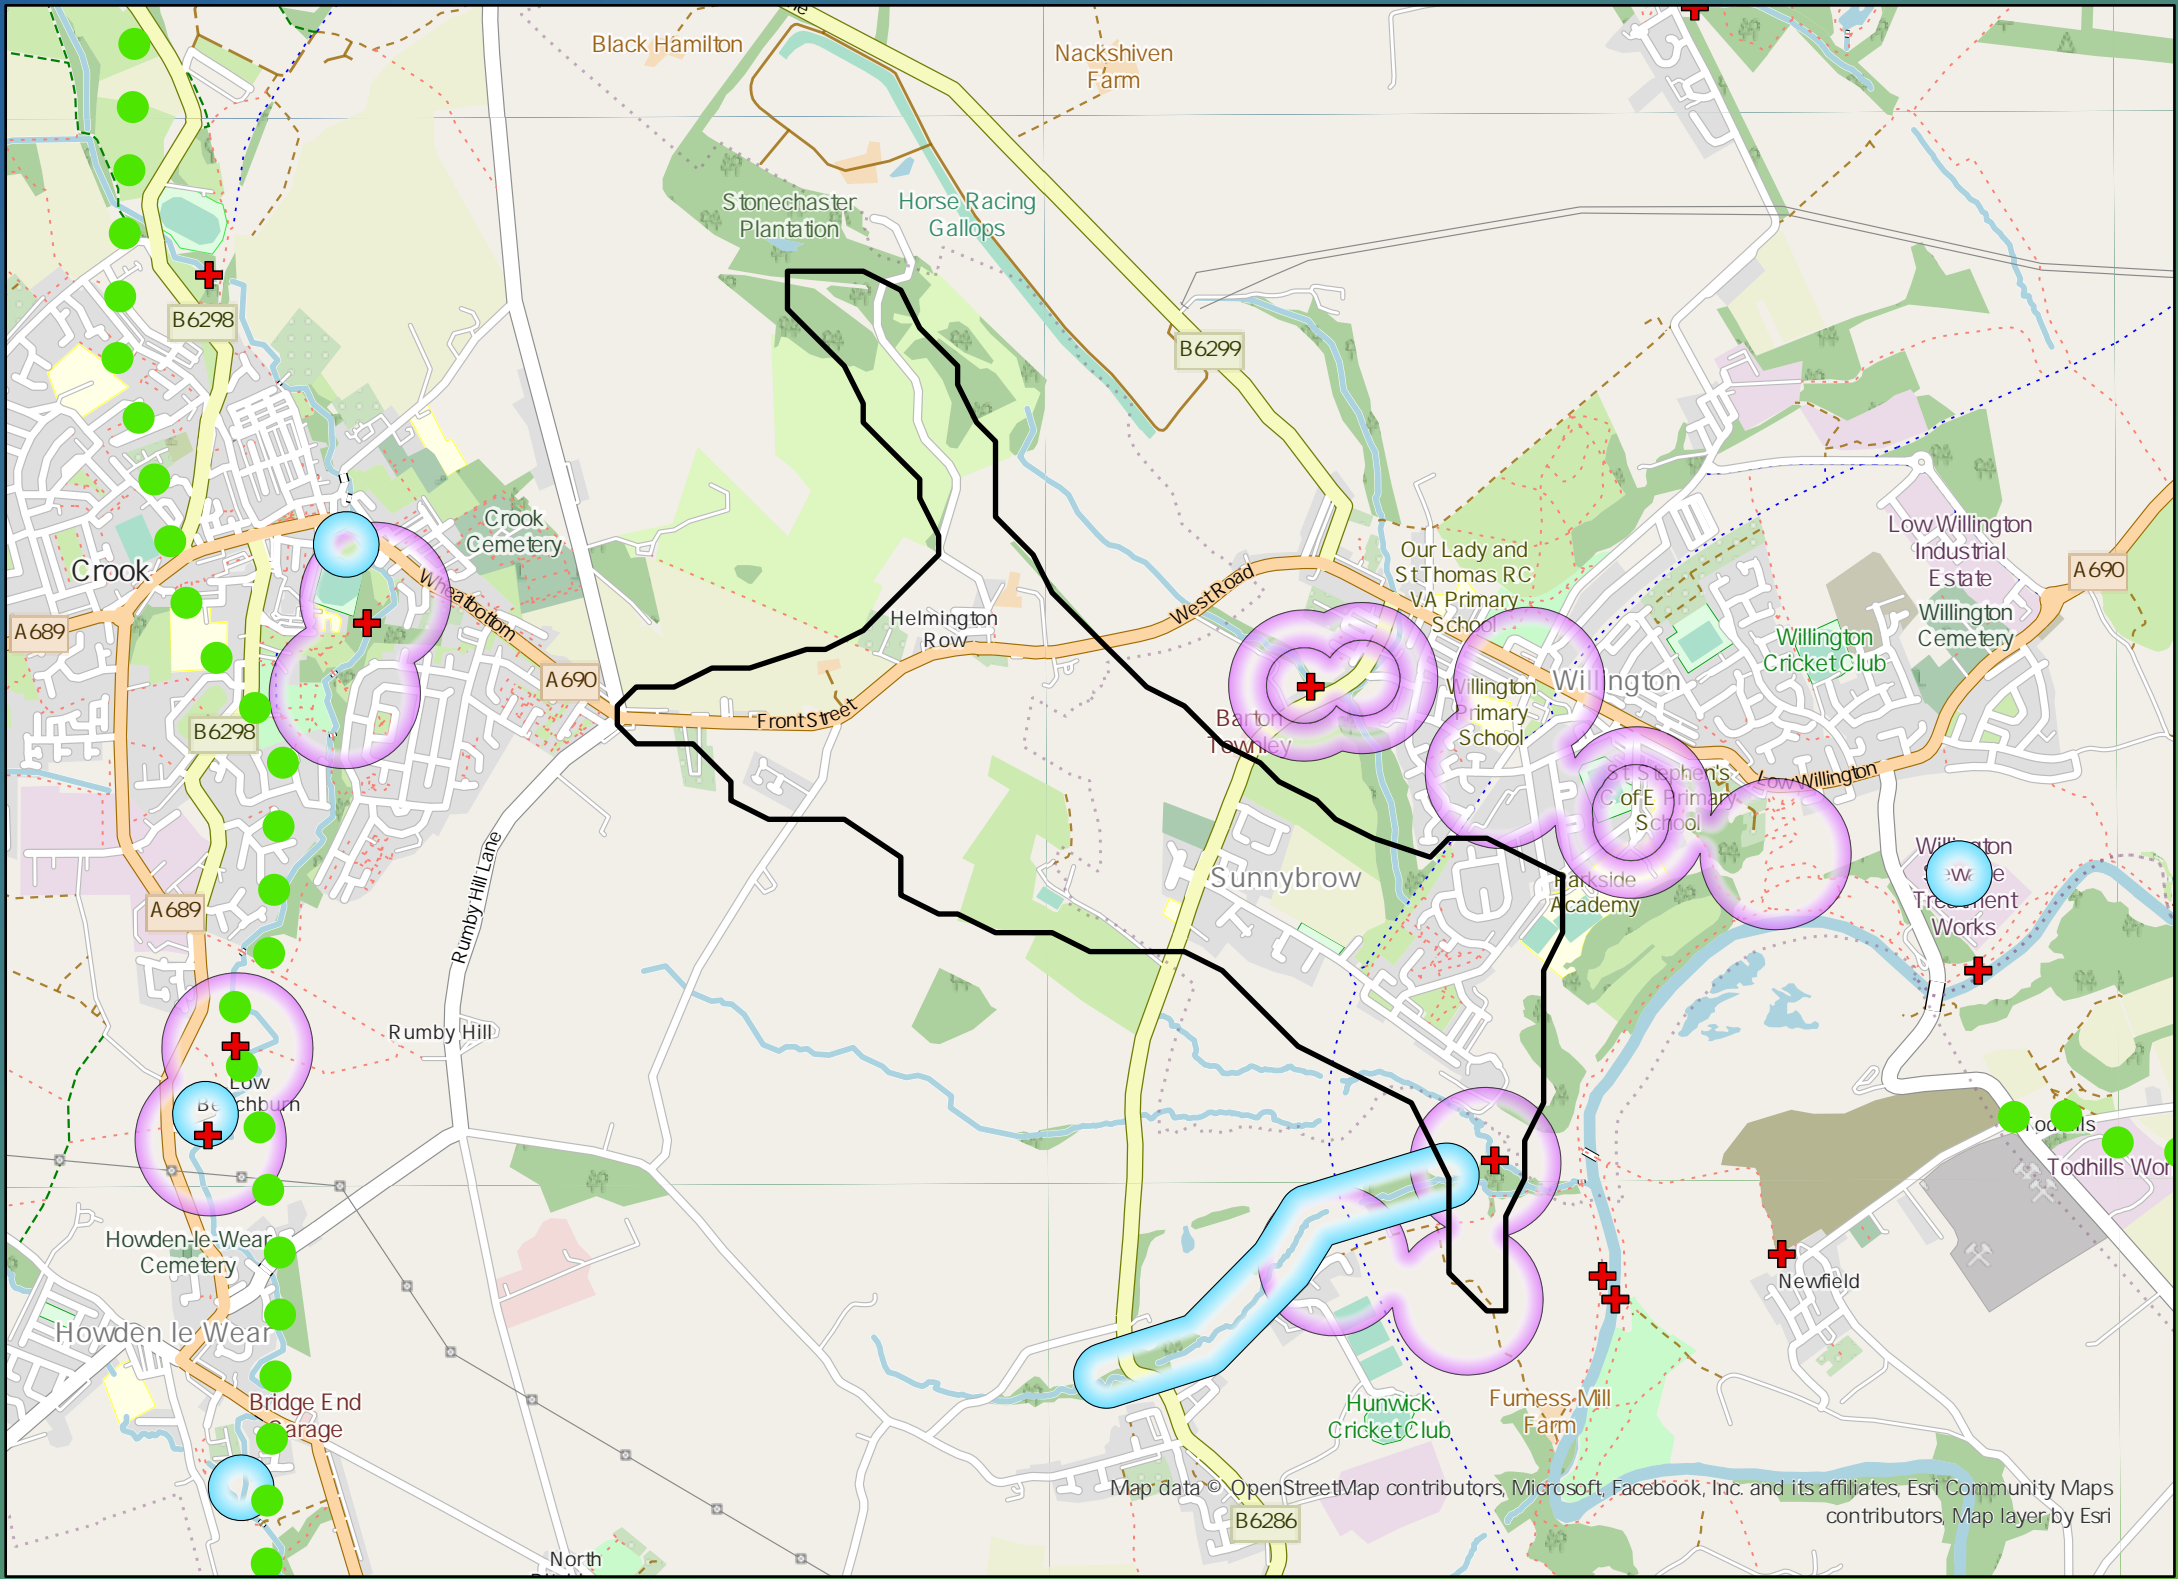 Black Hamilton
Nackshiven
Farm
Stonechaster
Plantation
Horse Racing
Gallops
B6298
B6299
Crook
Cemetery
Crook
Wheatbottom
A689
A690
West Road
Our Lady and
St Thomas RC
VA Primary
School
Low Willington
Industrial
Estate
A690
Willington
Cemetery
Willington
Cricket Club
Helmington
Row
Front Street
B6298
Willington
Primary
School
Willington
Barton
Townley
St Stephen's
C of E Primary
School
Low Willington
Rumby Hill Lane
A689
Sunnybrow
Parkside
Academy
Sewage
Treatment
Works
Rumby Hill
Low
Todhills
Howden-le-Wear
Cemetery
Newfield
Howden le Wear
Bridge End
Garage
Hunwick
Cricket Club
Furness Mill
Farm
Map data © OpenStreetMap contributors, Microsoft, Facebook, Inc. and its affiliates, Esri Community Maps
contributors, Map layer by Esri
B6286
North